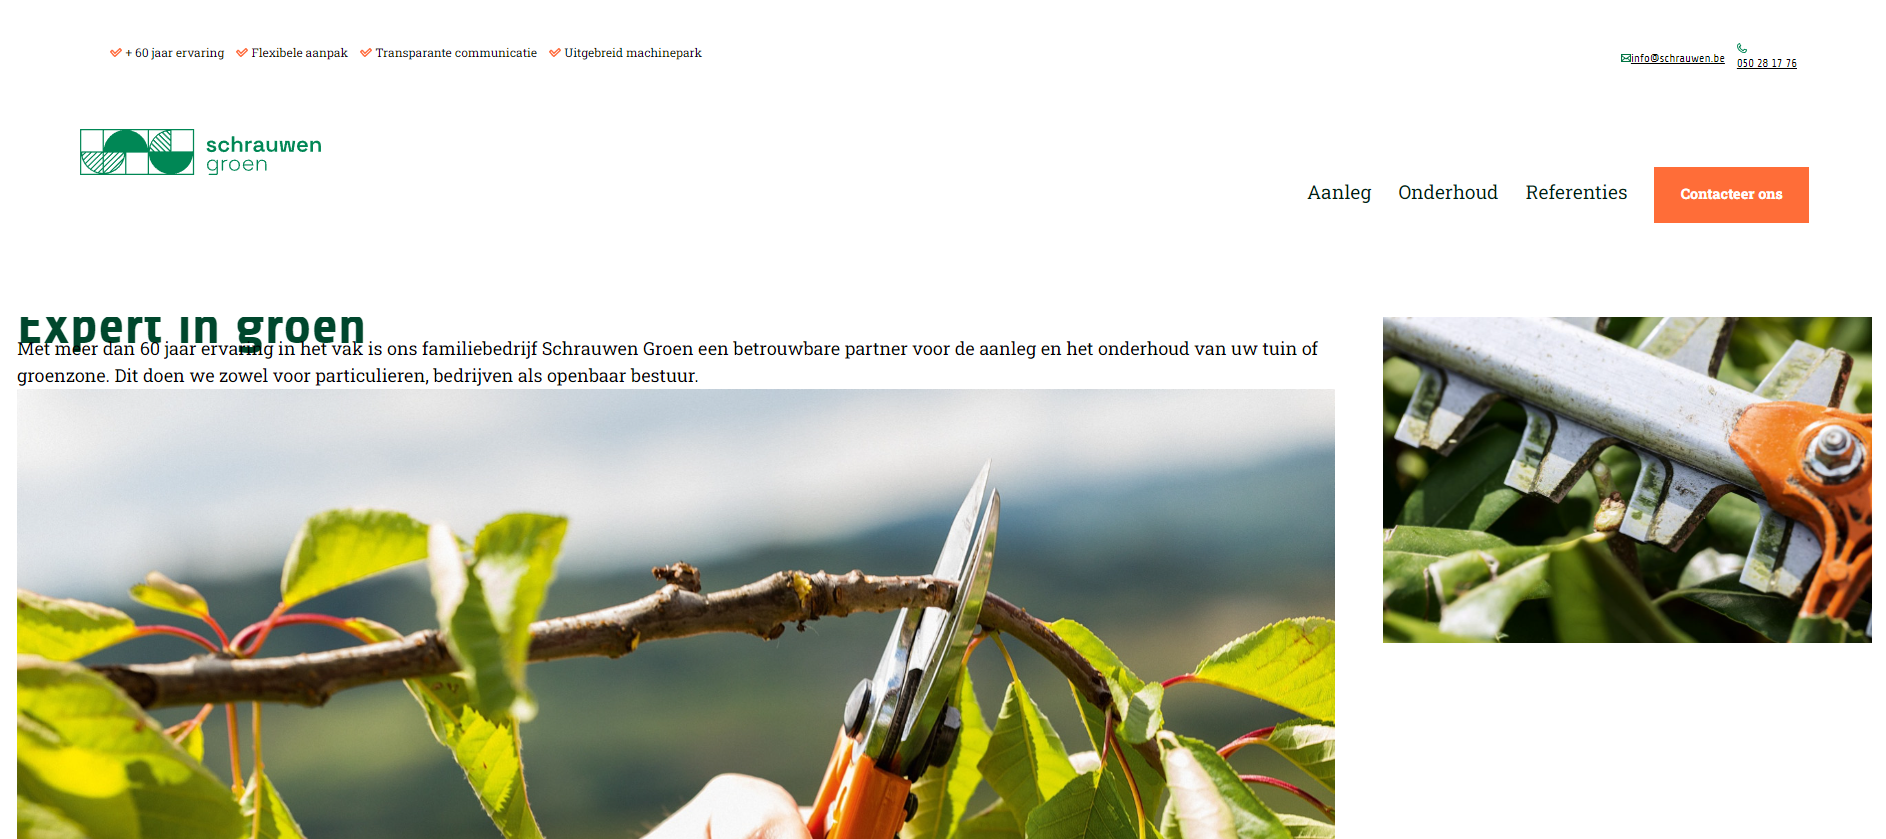 + 60 jaar ervaring Flexibele aanpak Transparante communicatie Uitgebreid machinepark
info@schrauwen.be
050 28 17 76
schrauwen
groen
Aanleg Onderhoud Referenties Contacteer ons
Expert in groen
Met meer dan 60 jaar ervaring in het vak is ons familiebedrijf Schrauwen Groen een betrouwbare partner voor de aanleg en het onderhoud van uw tuin of
groenzone. Dit doen we zowel voor particulieren, bedrijven als openbaar bestuur.